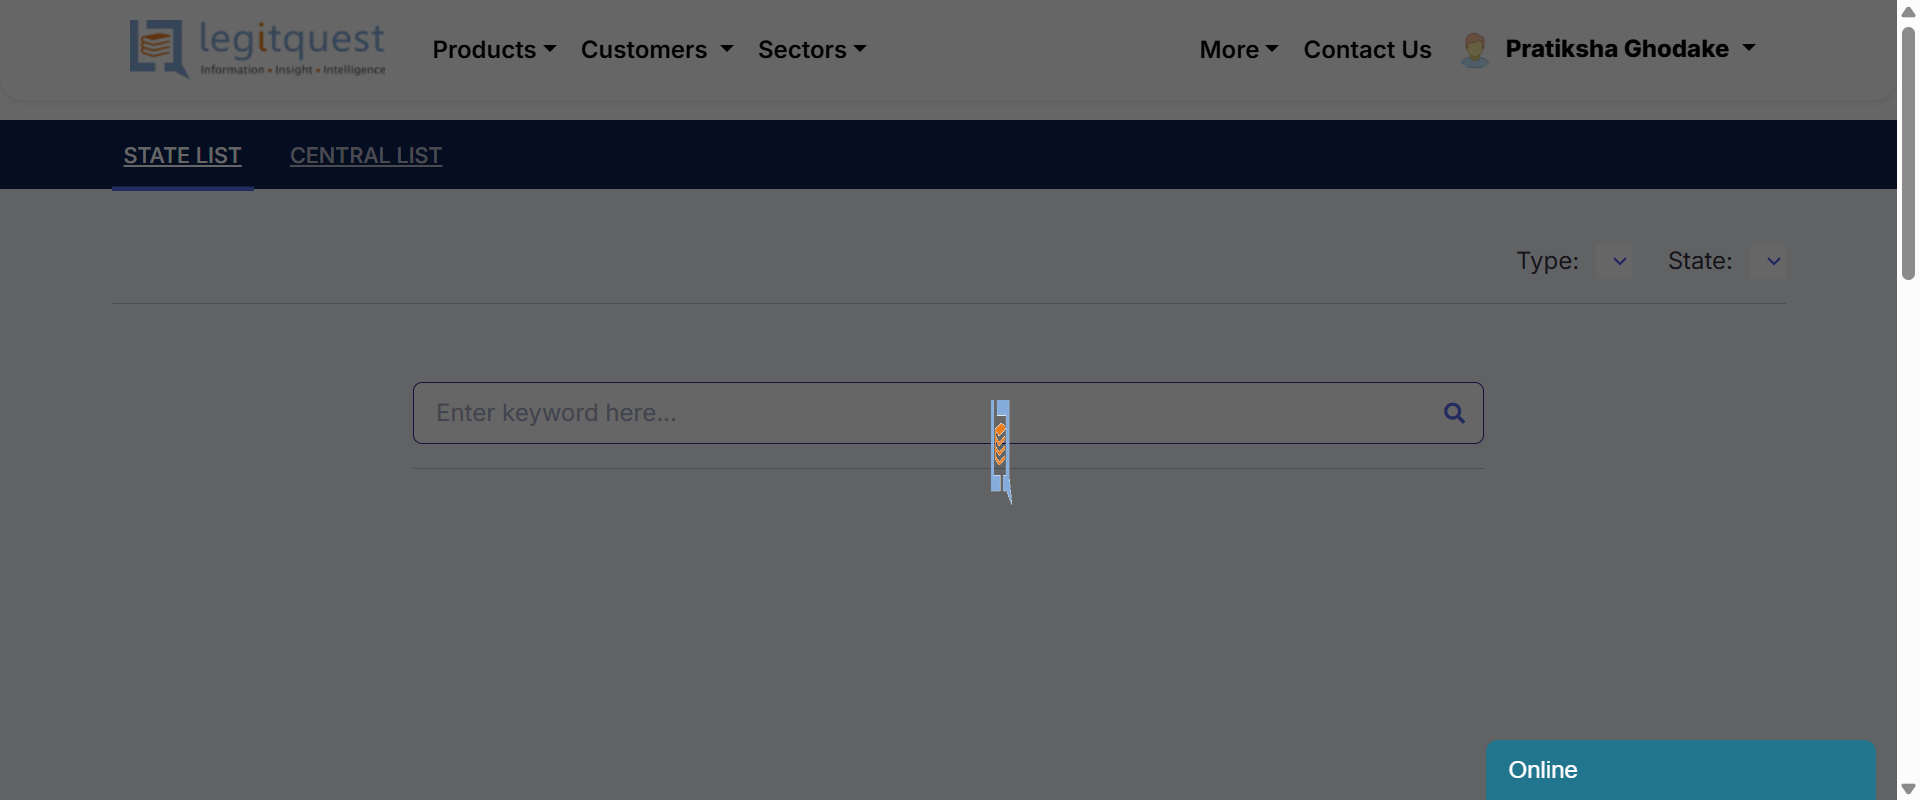 legitquest
Information • Insight • Intelligence
Products
Customers
Sectors
More
Contact Us
Pratiksha Ghodake
STATE LIST
CENTRAL LIST
Type:
State:
Enter keyword here...
Online